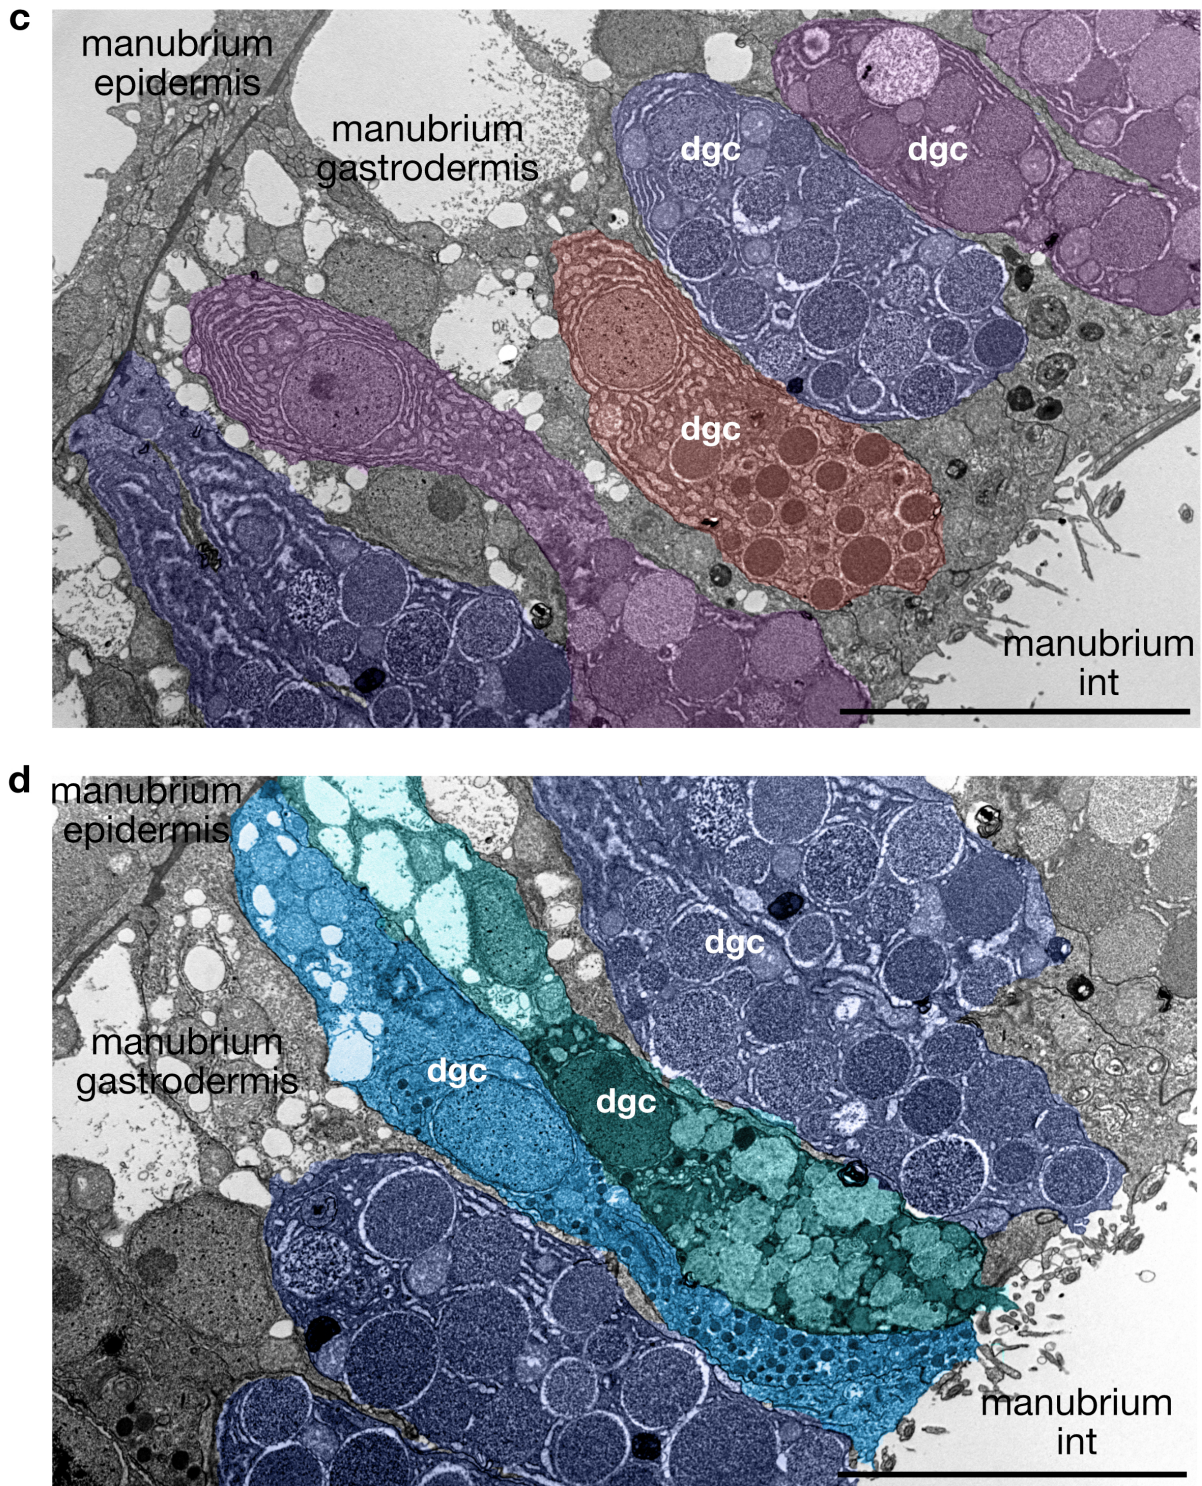 c
manubrium
epidermis
manubrium
gastrodermis
dgc
dgc
dgc
manubrium
int
d
manubrium
epidermis
dgc
manubrium
gastrodermis
dgc
dgc
manubrium
int